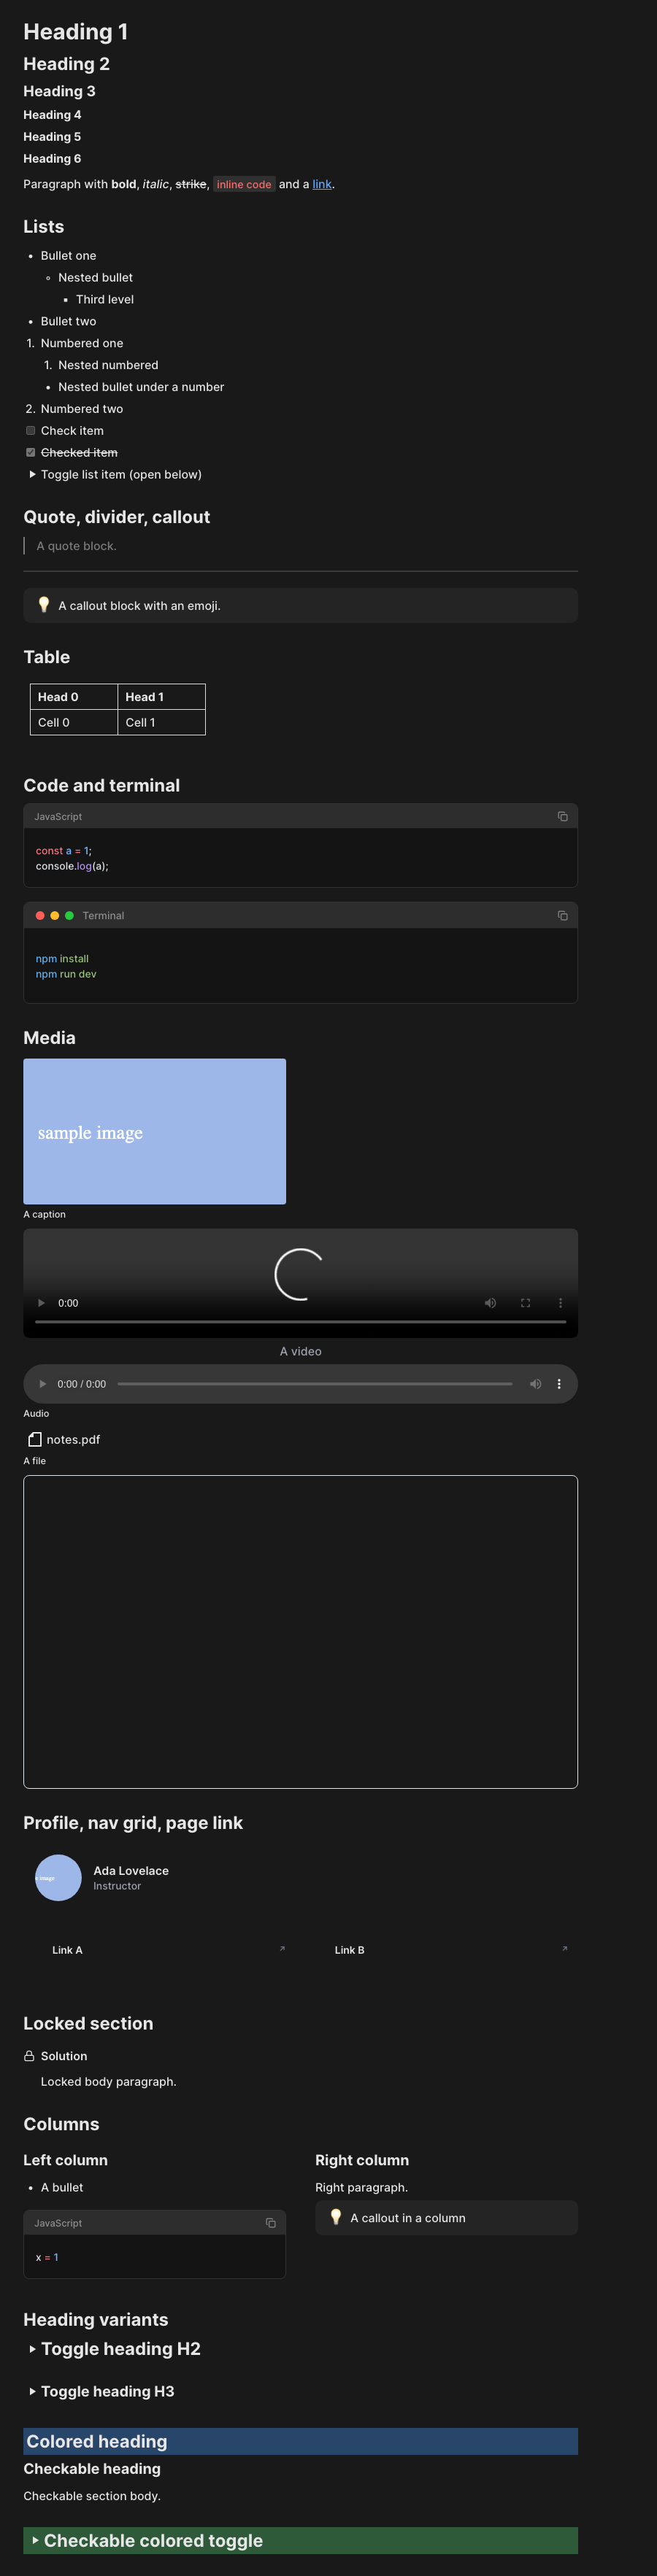 Heading 1
Heading 2
Heading 3
Heading 4
Heading 5
Heading 6
Paragraph with bold, italic, strike, inline code and a link.
Lists
Bullet one
Nested bullet
Third level
Bullet two
1. Numbered one
1. Nested numbered
Nested bullet under a number
2. Numbered two
Check item
Checked item
Toggle list item (open below)
Quote, divider, callout
A quote block.
A callout block with an emoji.
Table
Head 0 Head 1
Cell 0 Cell 1
Code and terminal
JavaScript
const a = 1;
console.log(a);
Terminal
npm install
npm run dev
Media
sample image
A caption
0:00
A video
0:00 / 0:00
Audio
notes.pdf
A file
Profile, nav grid, page link
image
Ada Lovelace
Instructor
Link A
Link B
Locked section
Solution
Locked body paragraph.
Columns
Left column
A bullet
JavaScript
x = 1
Right column
Right paragraph.
A callout in a column
Heading variants
Toggle heading H2
Toggle heading H3
Colored heading
Checkable heading
Checkable section body.
Checkable colored toggle